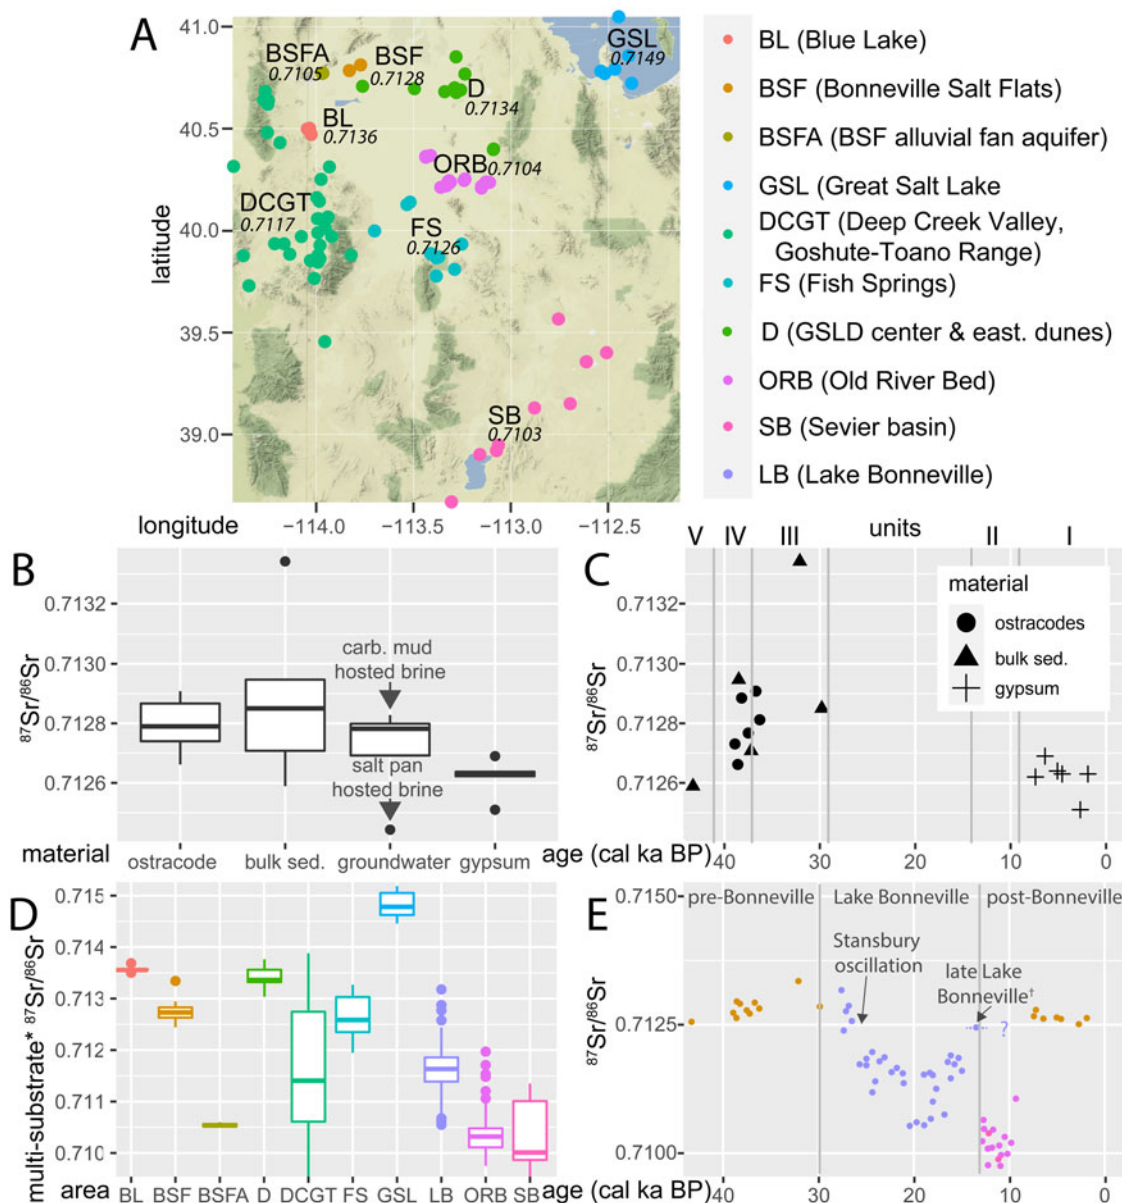 A
41.0
40.5
40.0
39.5
39.0
latitude
longitude
−114.0
−113.5
−113.0
−112.5
BSFA
0.7105
BSF
0.7128
GSL
0.7149
D
0.7134
BL
0.7136
ORB
0.7104
DCGT
0.7117
FS
0.7126
SB
0.7103
BL (Blue Lake)
BSF (Bonneville Salt Flats)
BSFA (BSF alluvial fan aquifer)
GSL (Great Salt Lake
DCGT (Deep Creek Valley,
Goshute-Toano Range)
FS (Fish Springs)
D (GSLD center & east. dunes)
ORB (Old River Bed)
SB (Sevier basin)
LB (Lake Bonneville)
B
⁸⁷Sr/⁸⁶Sr
0.7132
0.7130
0.7128
0.7126
carb. mud
hosted brine
salt pan
hosted brine
material
ostracode
bulk sed.
groundwater
gypsum
C
V
IV
III
units
II
I
⁸⁷Sr/⁸⁶Sr
0.7132
0.7130
0.7128
0.7126
material
ostracodes
bulk sed.
gypsum
age (cal ka BP)
40
30
20
10
0
D
multi-substrate* ⁸⁷Sr/⁸⁶Sr
0.715
0.714
0.713
0.712
0.711
0.710
area
BL
BSF
BSFA
D
DCGT
FS
GSL
LB
ORB
SB
E
⁸⁷Sr/⁸⁶Sr
0.7150
0.7125
0.7100
pre-Bonneville
Lake Bonneville
post-Bonneville
Stansbury
oscillation
late Lake
Bonneville†
?
age (cal ka BP)
40
30
20
10
0